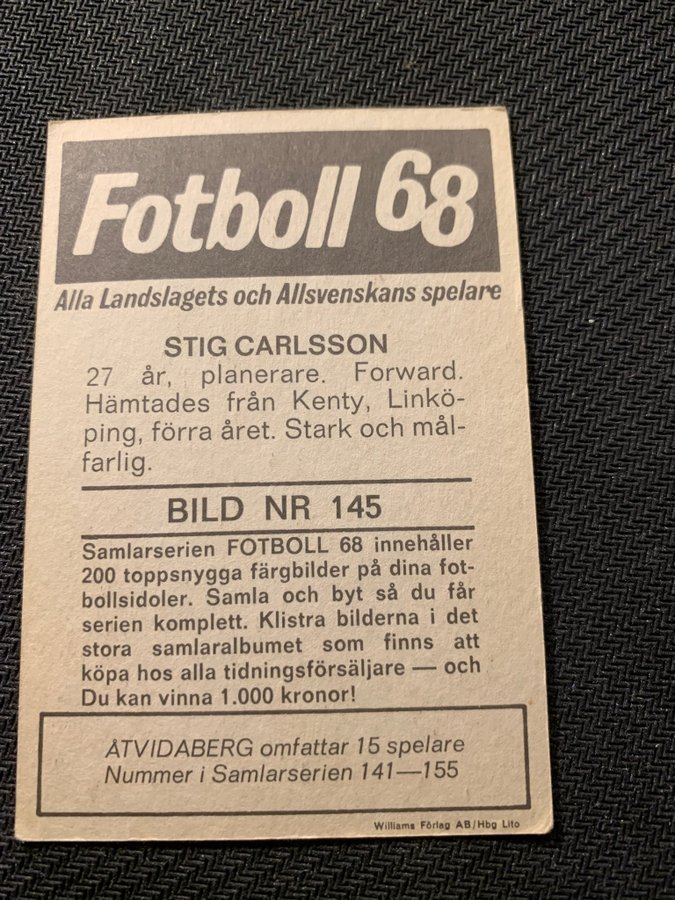 Fotboll 68
Alla Landslagets och Allsvenskans spelare
STIG CARLSSON
27 år, planerare. Forward.
Hämtades från Kenty, Linkö-
ping, förra året. Stark och mål-
farlig.
BILD NR 145
Samlarserien FOTBOLL 68 innehåller
200 toppsnygga färgbilder på dina fot-
bollsidoler. Samla och byt så du får
serien komplett. Klistra bilderna i det
stora samlaralbumet som finns att
köpa hos alla tidningsförsäljare — och
Du kan vinna 1.000 kronor!
ÅTVIDABERG omfattar 15 spelare
Nummer i Samlarserien 141—155
Williams Förlag AB/Hbg Lito